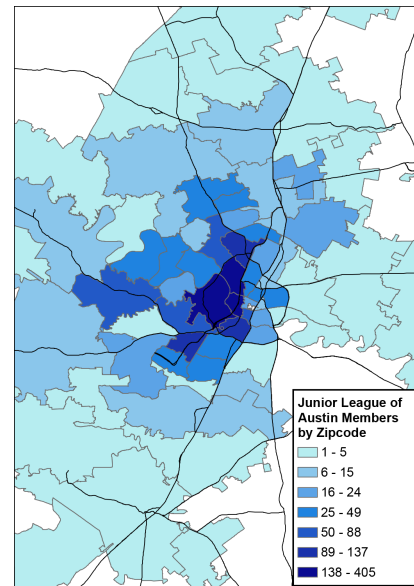 Junior League of
Austin Members
by Zipcode
1 - 5
6 - 15
16 - 24
25 - 49
50 - 88
89 - 137
138 - 405